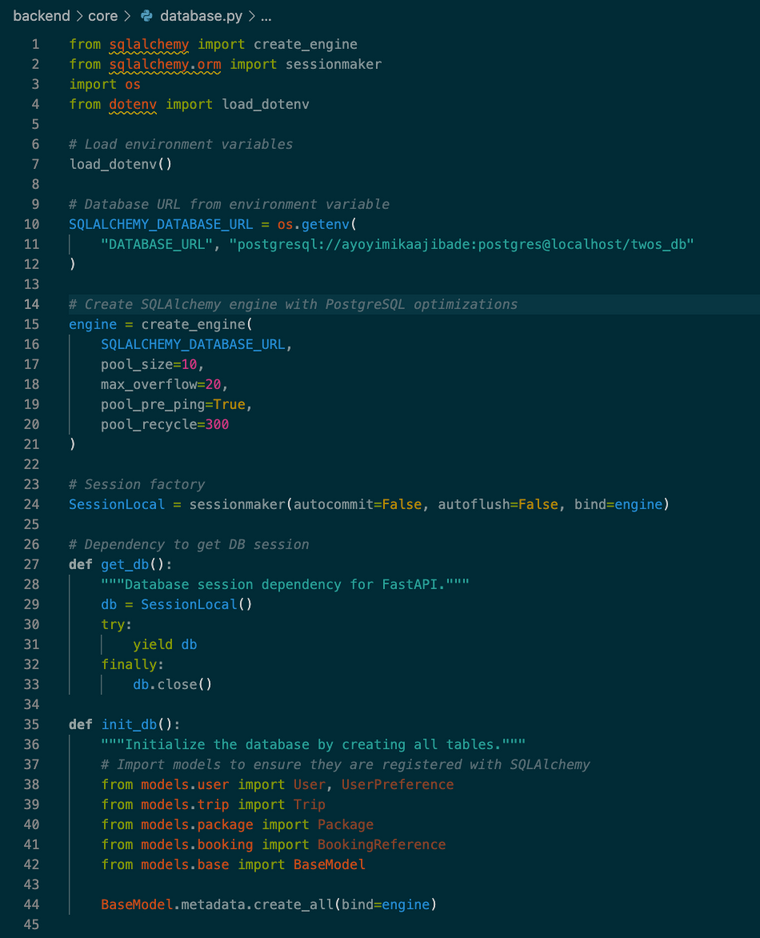 backend > core > database.py > ...
1 from sqlalchemy import create_engine
2 from sqlalchemy.orm import sessionmaker
3 import os
4 from dotenv import load_dotenv
5
6 # Load environment variables
7 load_dotenv()
8
9 # Database URL from environment variable
10 SQLALCHEMY_DATABASE_URL = os.getenv(
11     "DATABASE_URL", "postgresql://ayoyimikaajibade:postgres@localhost/twos_db"
12 )
13
14 # Create SQLAlchemy engine with PostgreSQL optimizations
15 engine = create_engine(
16     SQLALCHEMY_DATABASE_URL,
17     pool_size=10,
18     max_overflow=20,
19     pool_pre_ping=True,
20     pool_recycle=300
21 )
22
23 # Session factory
24 SessionLocal = sessionmaker(autocommit=False, autoflush=False, bind=engine)
25
26 # Dependency to get DB session
27 def get_db():
28     """Database session dependency for FastAPI."""
29     db = SessionLocal()
30     try:
31         yield db
32     finally:
33         db.close()
34
35 def init_db():
36     """Initialize the database by creating all tables."""
37     # Import models to ensure they are registered with SQLAlchemy
38     from models.user import User, UserPreference
39     from models.trip import Trip
40     from models.package import Package
41     from models.booking import BookingReference
42     from models.base import BaseModel
43
44     BaseModel.metadata.create_all(bind=engine)
45